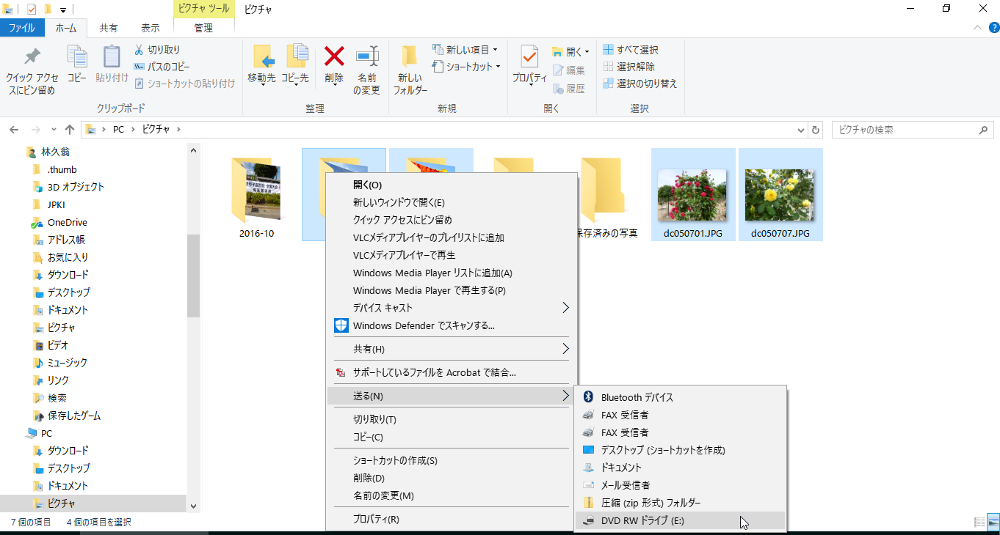 ピクチャ ツール
ピクチャ
ファイル
ホーム
共有
表示
管理
クイック アクセスにピン留め
コピー
貼り付け
切り取り
パスのコピー
ショートカットの貼り付け
クリップボード
移動先
コピー先
削除
名前の変更
整理
新しいフォルダー
新しい項目
ショートカット
新規
プロパティ
開く
編集
履歴
開く
すべて選択
選択解除
選択の切り替え
選択
PC
ピクチャ
ピクチャの検索
林久翁
.thumb
3D オブジェクト
JPKI
OneDrive
アドレス帳
お気に入り
ダウンロード
デスクトップ
ドキュメント
ピクチャ
ビデオ
ミュージック
リンク
検索
保存したゲーム
PC
ダウンロード
デスクトップ
ドキュメント
ピクチャ
2016-10
保存済みの写真
dc050701.JPG
dc050707.JPG
開く(O)
新しいウィンドウで開く(E)
クイック アクセスにピン留め
VLCメディアプレイヤーのプレイリストに追加
VLCメディアプレイヤーで再生
Windows Media Player リストに追加(A)
Windows Media Player で再生する(P)
デバイス キャスト
Windows Defender でスキャンする...
共有(H)
サポートしているファイルを Acrobat で結合...
送る(N)
切り取り(T)
コピー(C)
ショートカットの作成(S)
削除(D)
名前の変更(M)
プロパティ(R)
Bluetooth デバイス
FAX 受信者
FAX 受信者
デスクトップ (ショートカットを作成)
ドキュメント
メール受信者
圧縮 (zip 形式) フォルダー
DVD RW ドライブ (E:)
7 個の項目
4 個の項目を選択